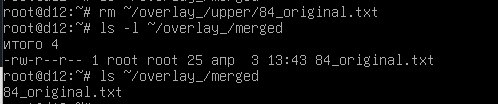 root@d12:~# rm ~/overlay_/upper/84_original.txt
root@d12:~# ls -l ~/overlay_/merged
итого 4
-rw-r--r-- 1 root root 25 апр  3 13:43 84_original.txt
root@d12:~# ls ~/overlay_/merged
84_original.txt